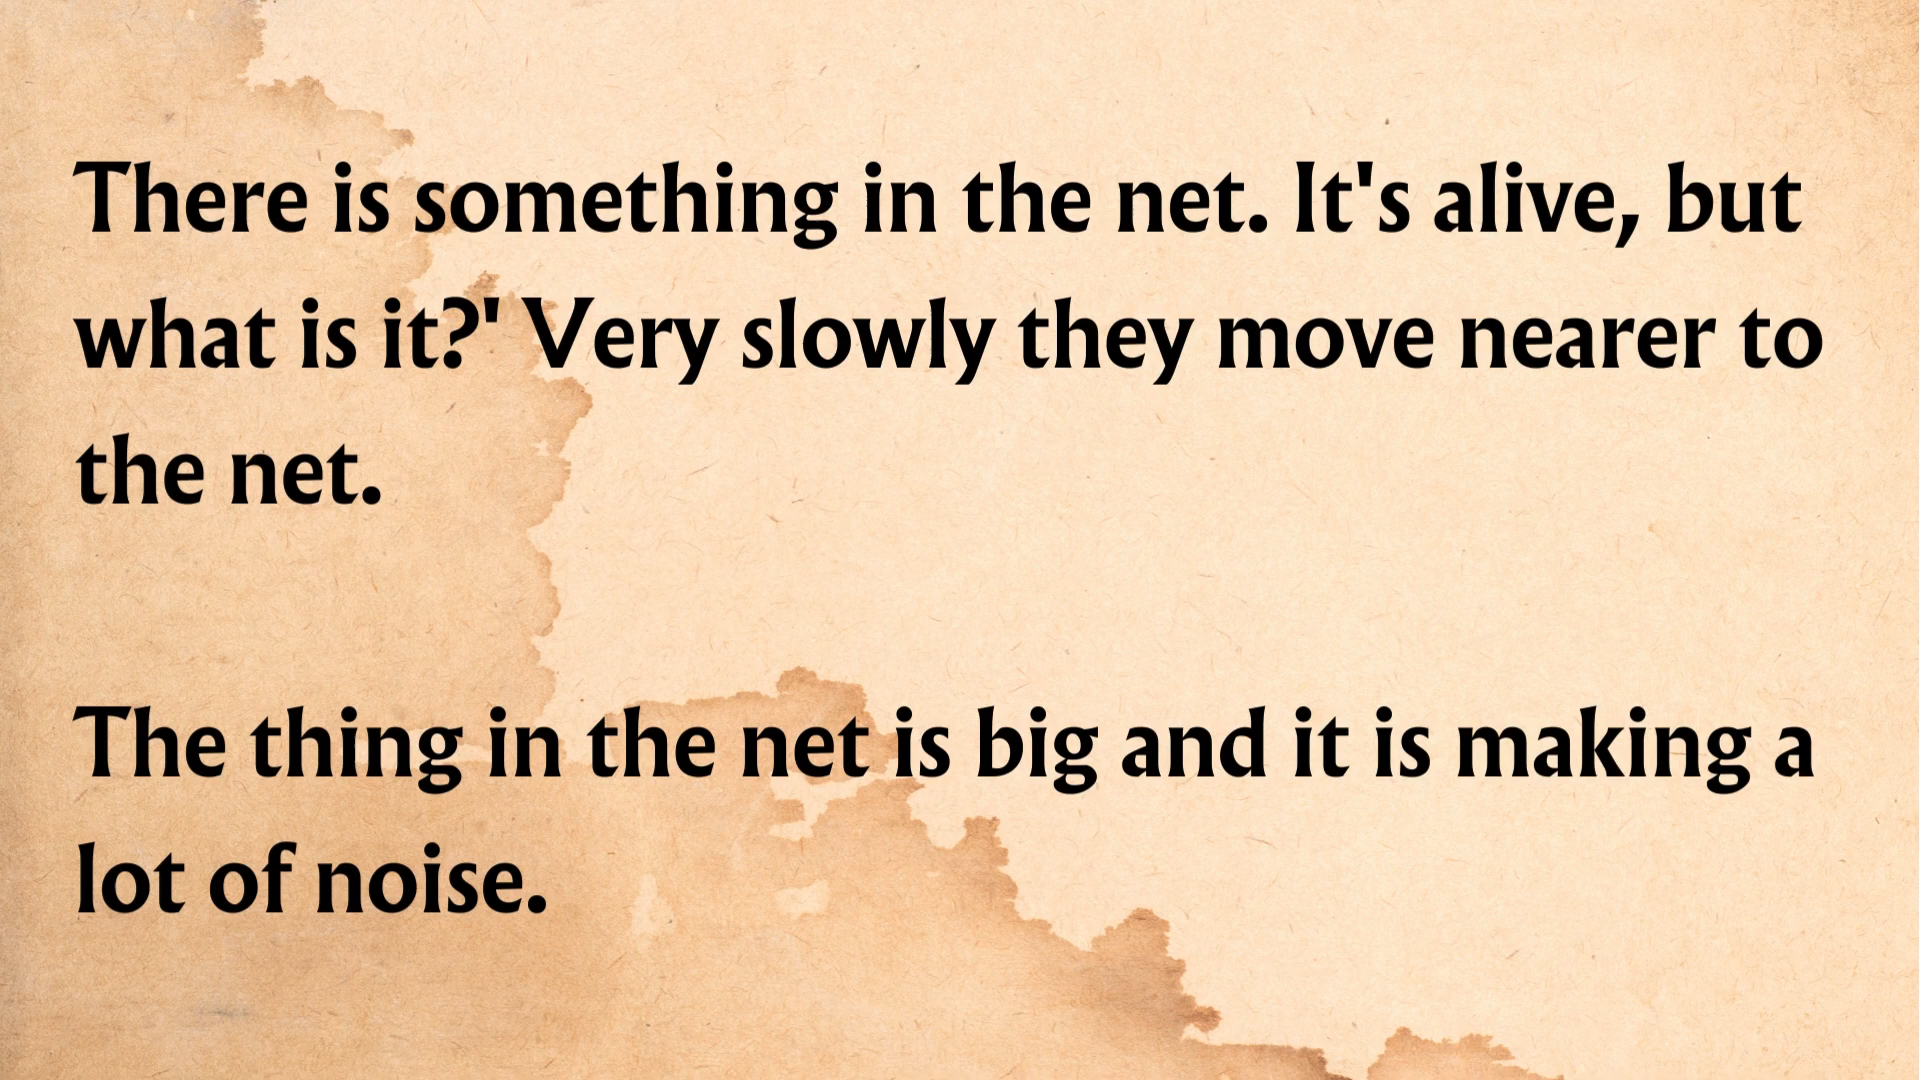 There is something in the net. It's alive, but
what is it?' Very slowly they move nearer to
the net.
The thing in the net is big and it is making a
lot of noise.